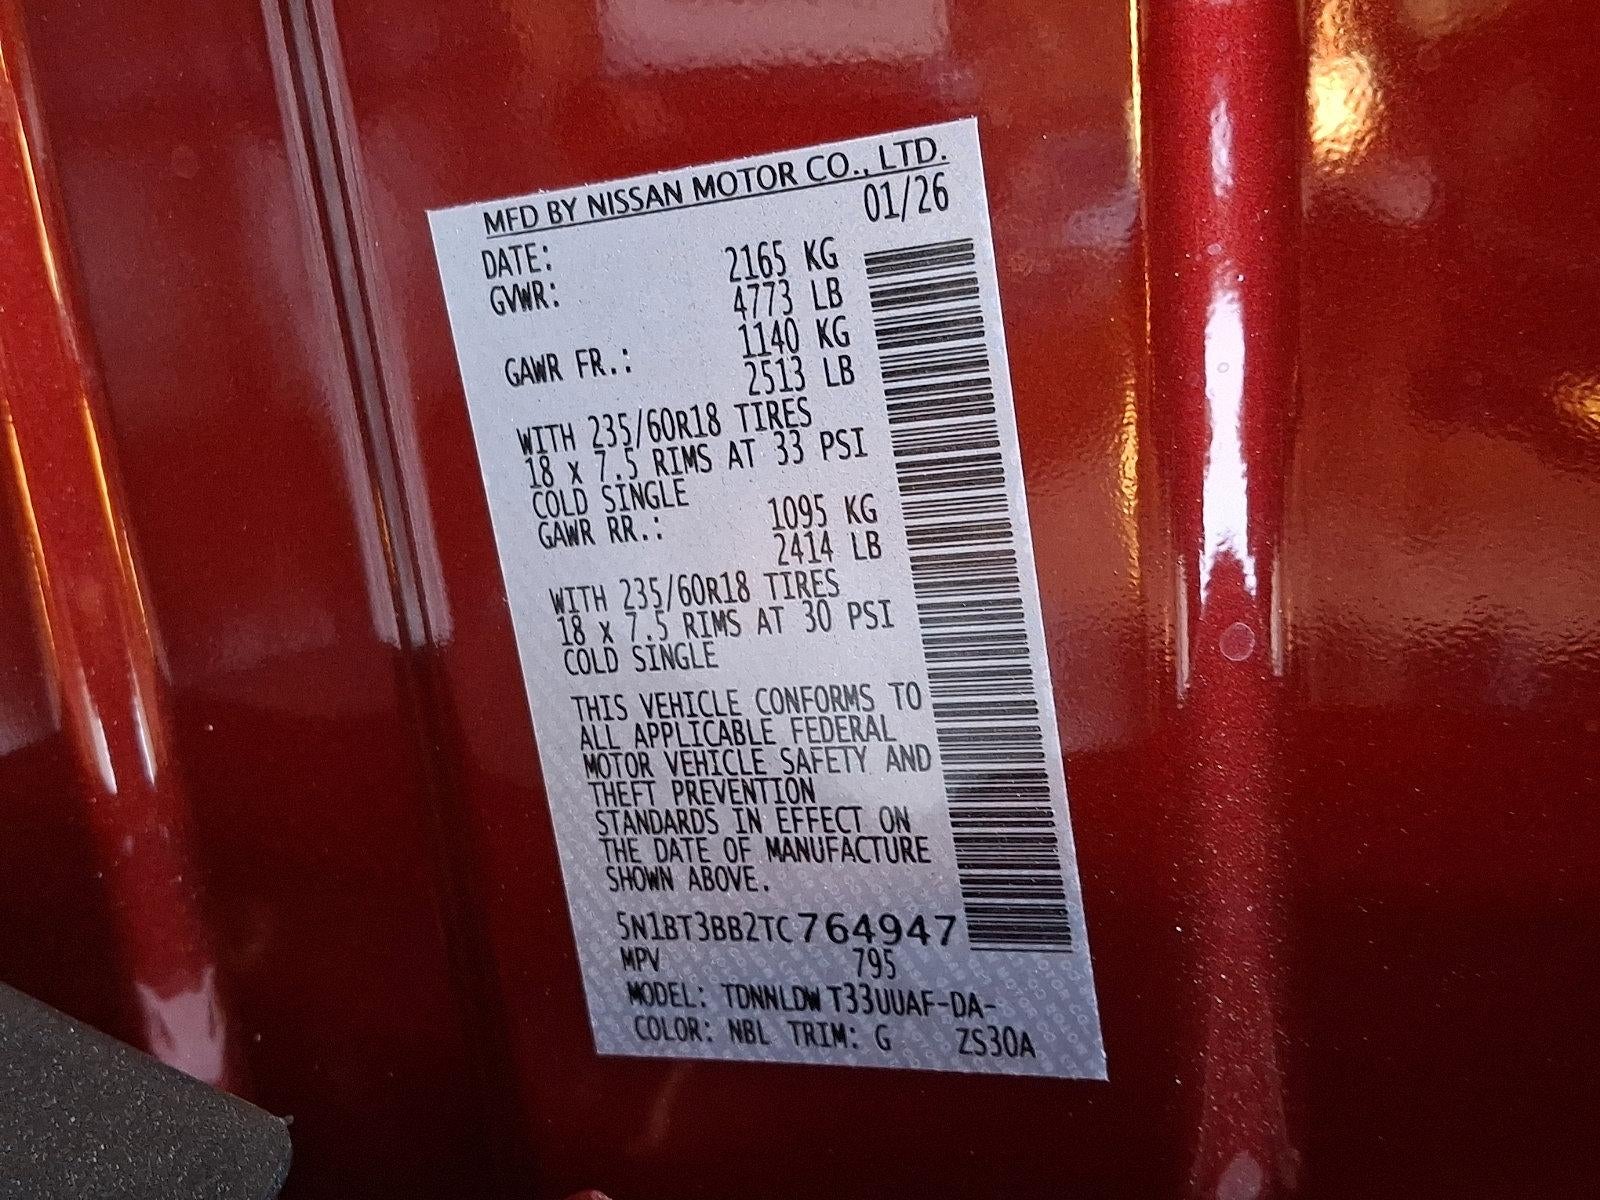 MFD BY NISSAN MOTOR CO., LTD.
DATE: 01/26
GVWR: 2165 KG
4773 LB
GAWR FR.: 1140 KG
2513 LB
WITH 235/60R18 TIRES
18 x 7.5 RIMS AT 33 PSI
COLD SINGLE
GAWR RR.: 1095 KG
2414 LB
WITH 235/60R18 TIRES
18 x 7.5 RIMS AT 30 PSI
COLD SINGLE
THIS VEHICLE CONFORMS TO
ALL APPLICABLE FEDERAL
MOTOR VEHICLE SAFETY AND
THEFT PREVENTION
STANDARDS IN EFFECT ON
THE DATE OF MANUFACTURE
SHOWN ABOVE.
5N1BT3BB2TC764947
MPV 795
MODEL: TDNNLDW T33UUAF-DA-
COLOR: NBL TRIM: G ZS30A